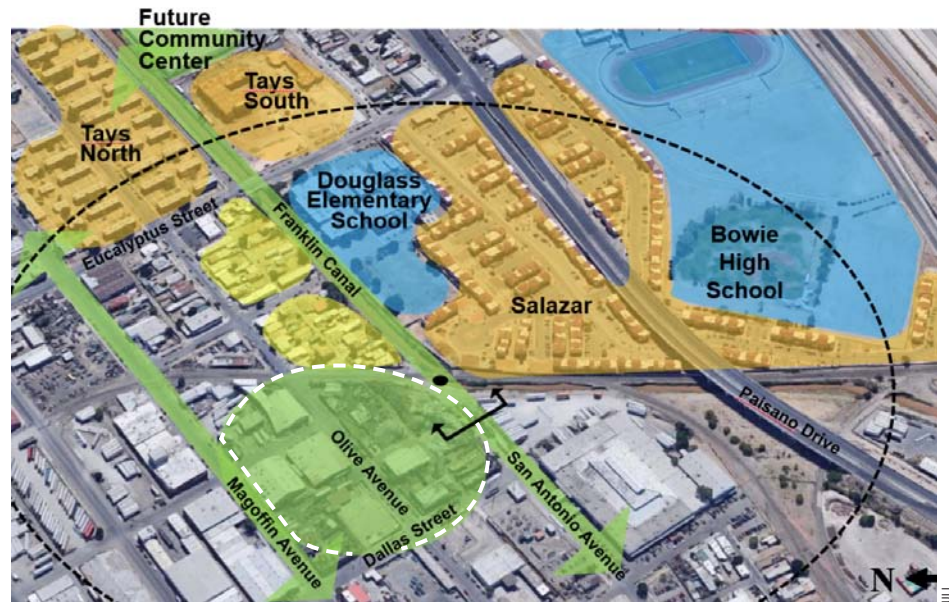 Future
Community
Center
Tays
South
Tays
North
Douglass
Elementary
School
Eucalyptus Street
Franklin Canal
Bowie
High
School
Salazar
Paisano Drive
Olive Avenue
San Antonio Avenue
Magoffin Avenue
Dallas Street
N